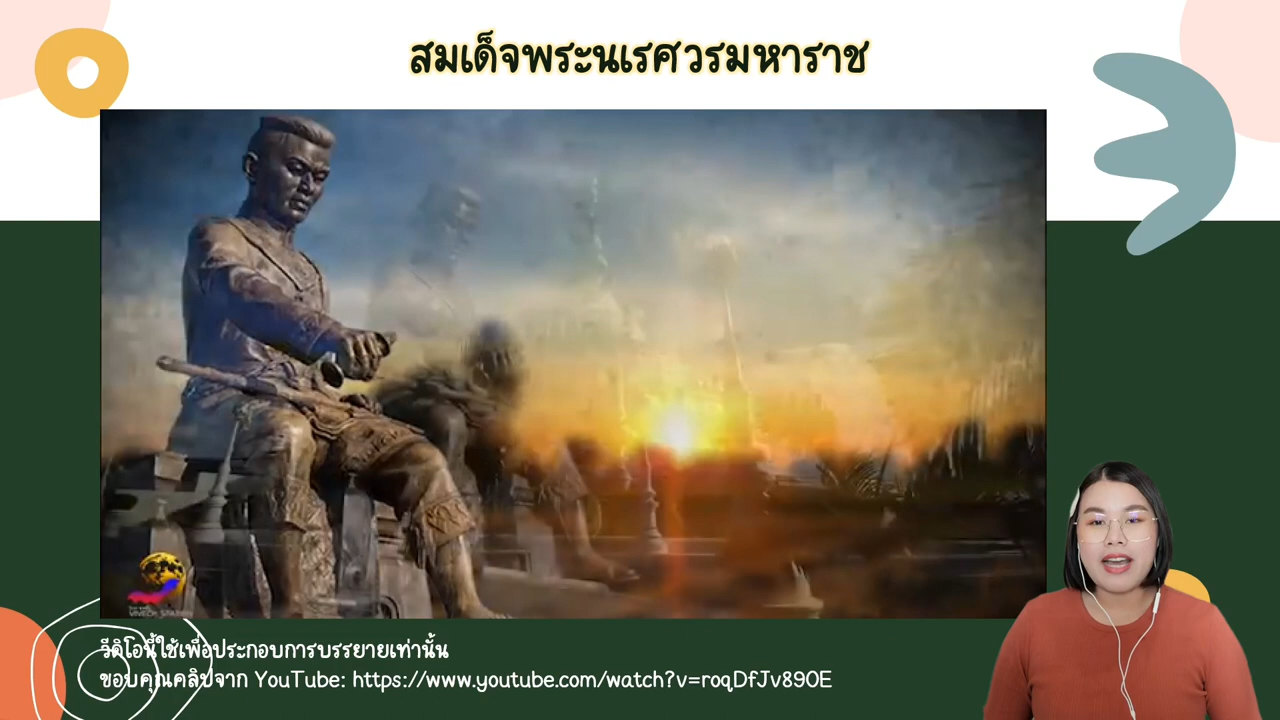 สมเด็จพระนเรศวรมหาราช
วีดิโอนี้ใช้เพื่อประกอบการบรรยายเท่านั้น
ขอบคุณคลิปจาก YouTube: https://www.youtube.com/watch?v=roqDfJv890E